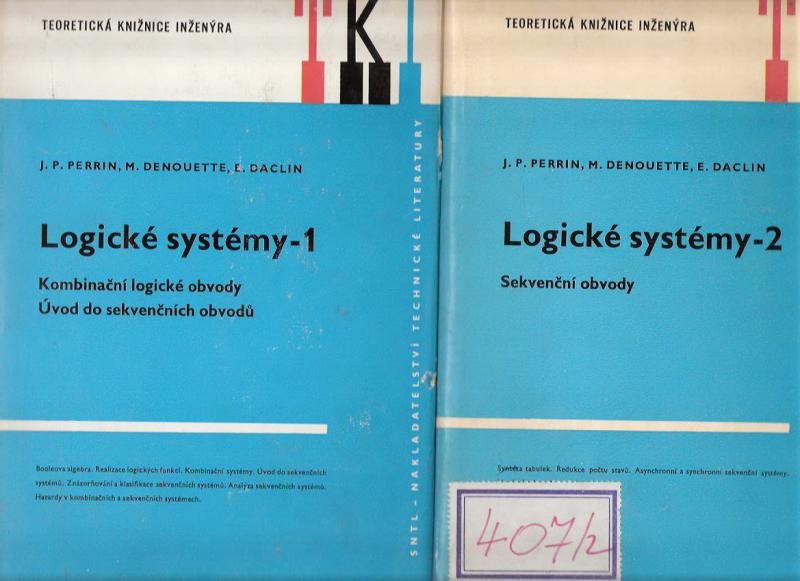 TEORETICKÁ KNIŽNICE INŽENÝRA
TK
J. P. PERRIN, M. DENOUETTE, E. DACLIN
Logické systémy-1
Kombinační logické obvody
Úvod do sekvenčních obvodů
Booleova algebra. Realizace logických funkcí. Kombinační systémy. Úvod do sekvenčních
systémů. Znázorňování a klasifikace sekvenčních systémů. Analýza sekvenčních systémů.
Hazardy v kombinačních a sekvenčních systémech.
SNTL – NAKLADATELSTVÍ TECHNICKÉ LITERATURY
TEORETICKÁ KNIŽNICE INŽENÝRA
T
J. P. PERRIN, M. DENOUETTE, E. DACLIN
Logické systémy-2
Sekvenční obvody
Syntéza tabulek. Redukce počtu stavů. Asynchronní a synchronní sekvenční systémy.
407/2